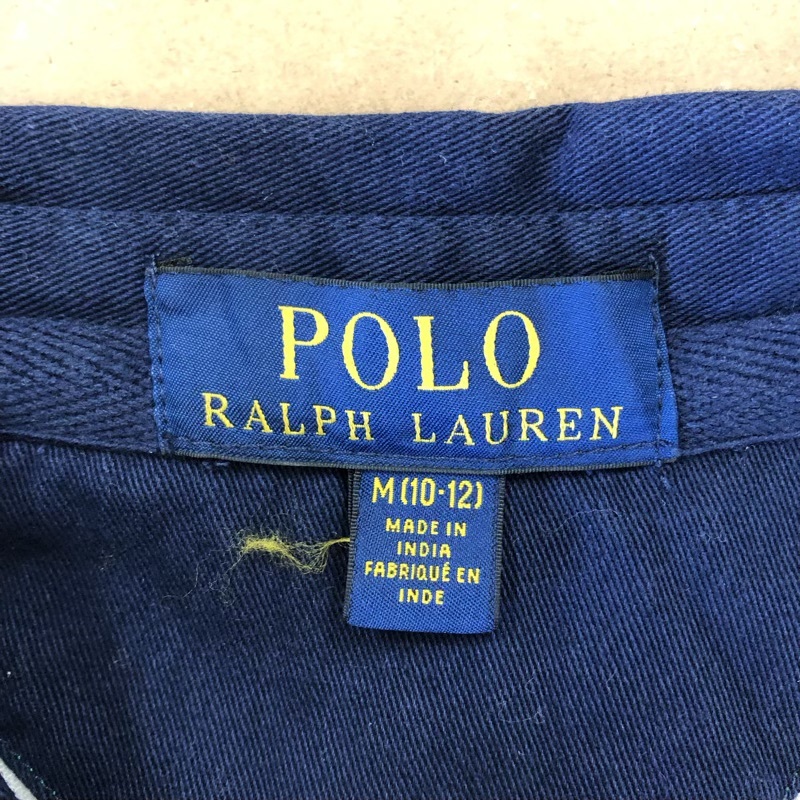 POLO
RALPH LAUREN
M (10-12)
MADE IN
INDIA
FABRIQUÉ EN
INDE